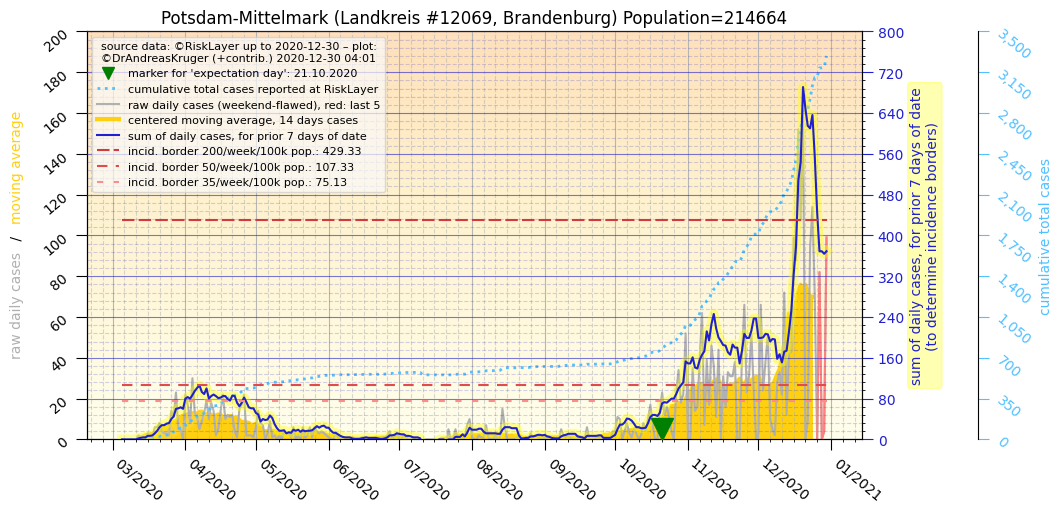 Potsdam-Mittelmark (Landkreis #12069, Brandenburg) Population=214664
source data: ©RiskLayer up to 2020-12-30 – plot:
©DrAndreasKruger (+contrib.) 2020-12-30 04:01
marker for 'expectation day': 21.10.2020
cumulative total cases reported at RiskLayer
raw daily cases (weekend-flawed), red: last 5
centered moving average, 14 days cases
sum of daily cases, for prior 7 days of date
incid. border 200/week/100k pop.: 429.33
incid. border 50/week/100k pop.: 107.33
incid. border 35/week/100k pop.: 75.13
raw daily cases / moving average
200
180
160
140
120
100
80
60
40
20
0
03/2020
04/2020
05/2020
06/2020
07/2020
08/2020
09/2020
10/2020
11/2020
12/2020
01/2021
800
720
640
560
480
400
320
240
160
80
0
sum of daily cases, for prior 7 days of date
(to determine incidence borders)
3,500
3,150
2,800
2,450
2,100
1,750
1,400
1,050
700
350
0
cumulative total cases